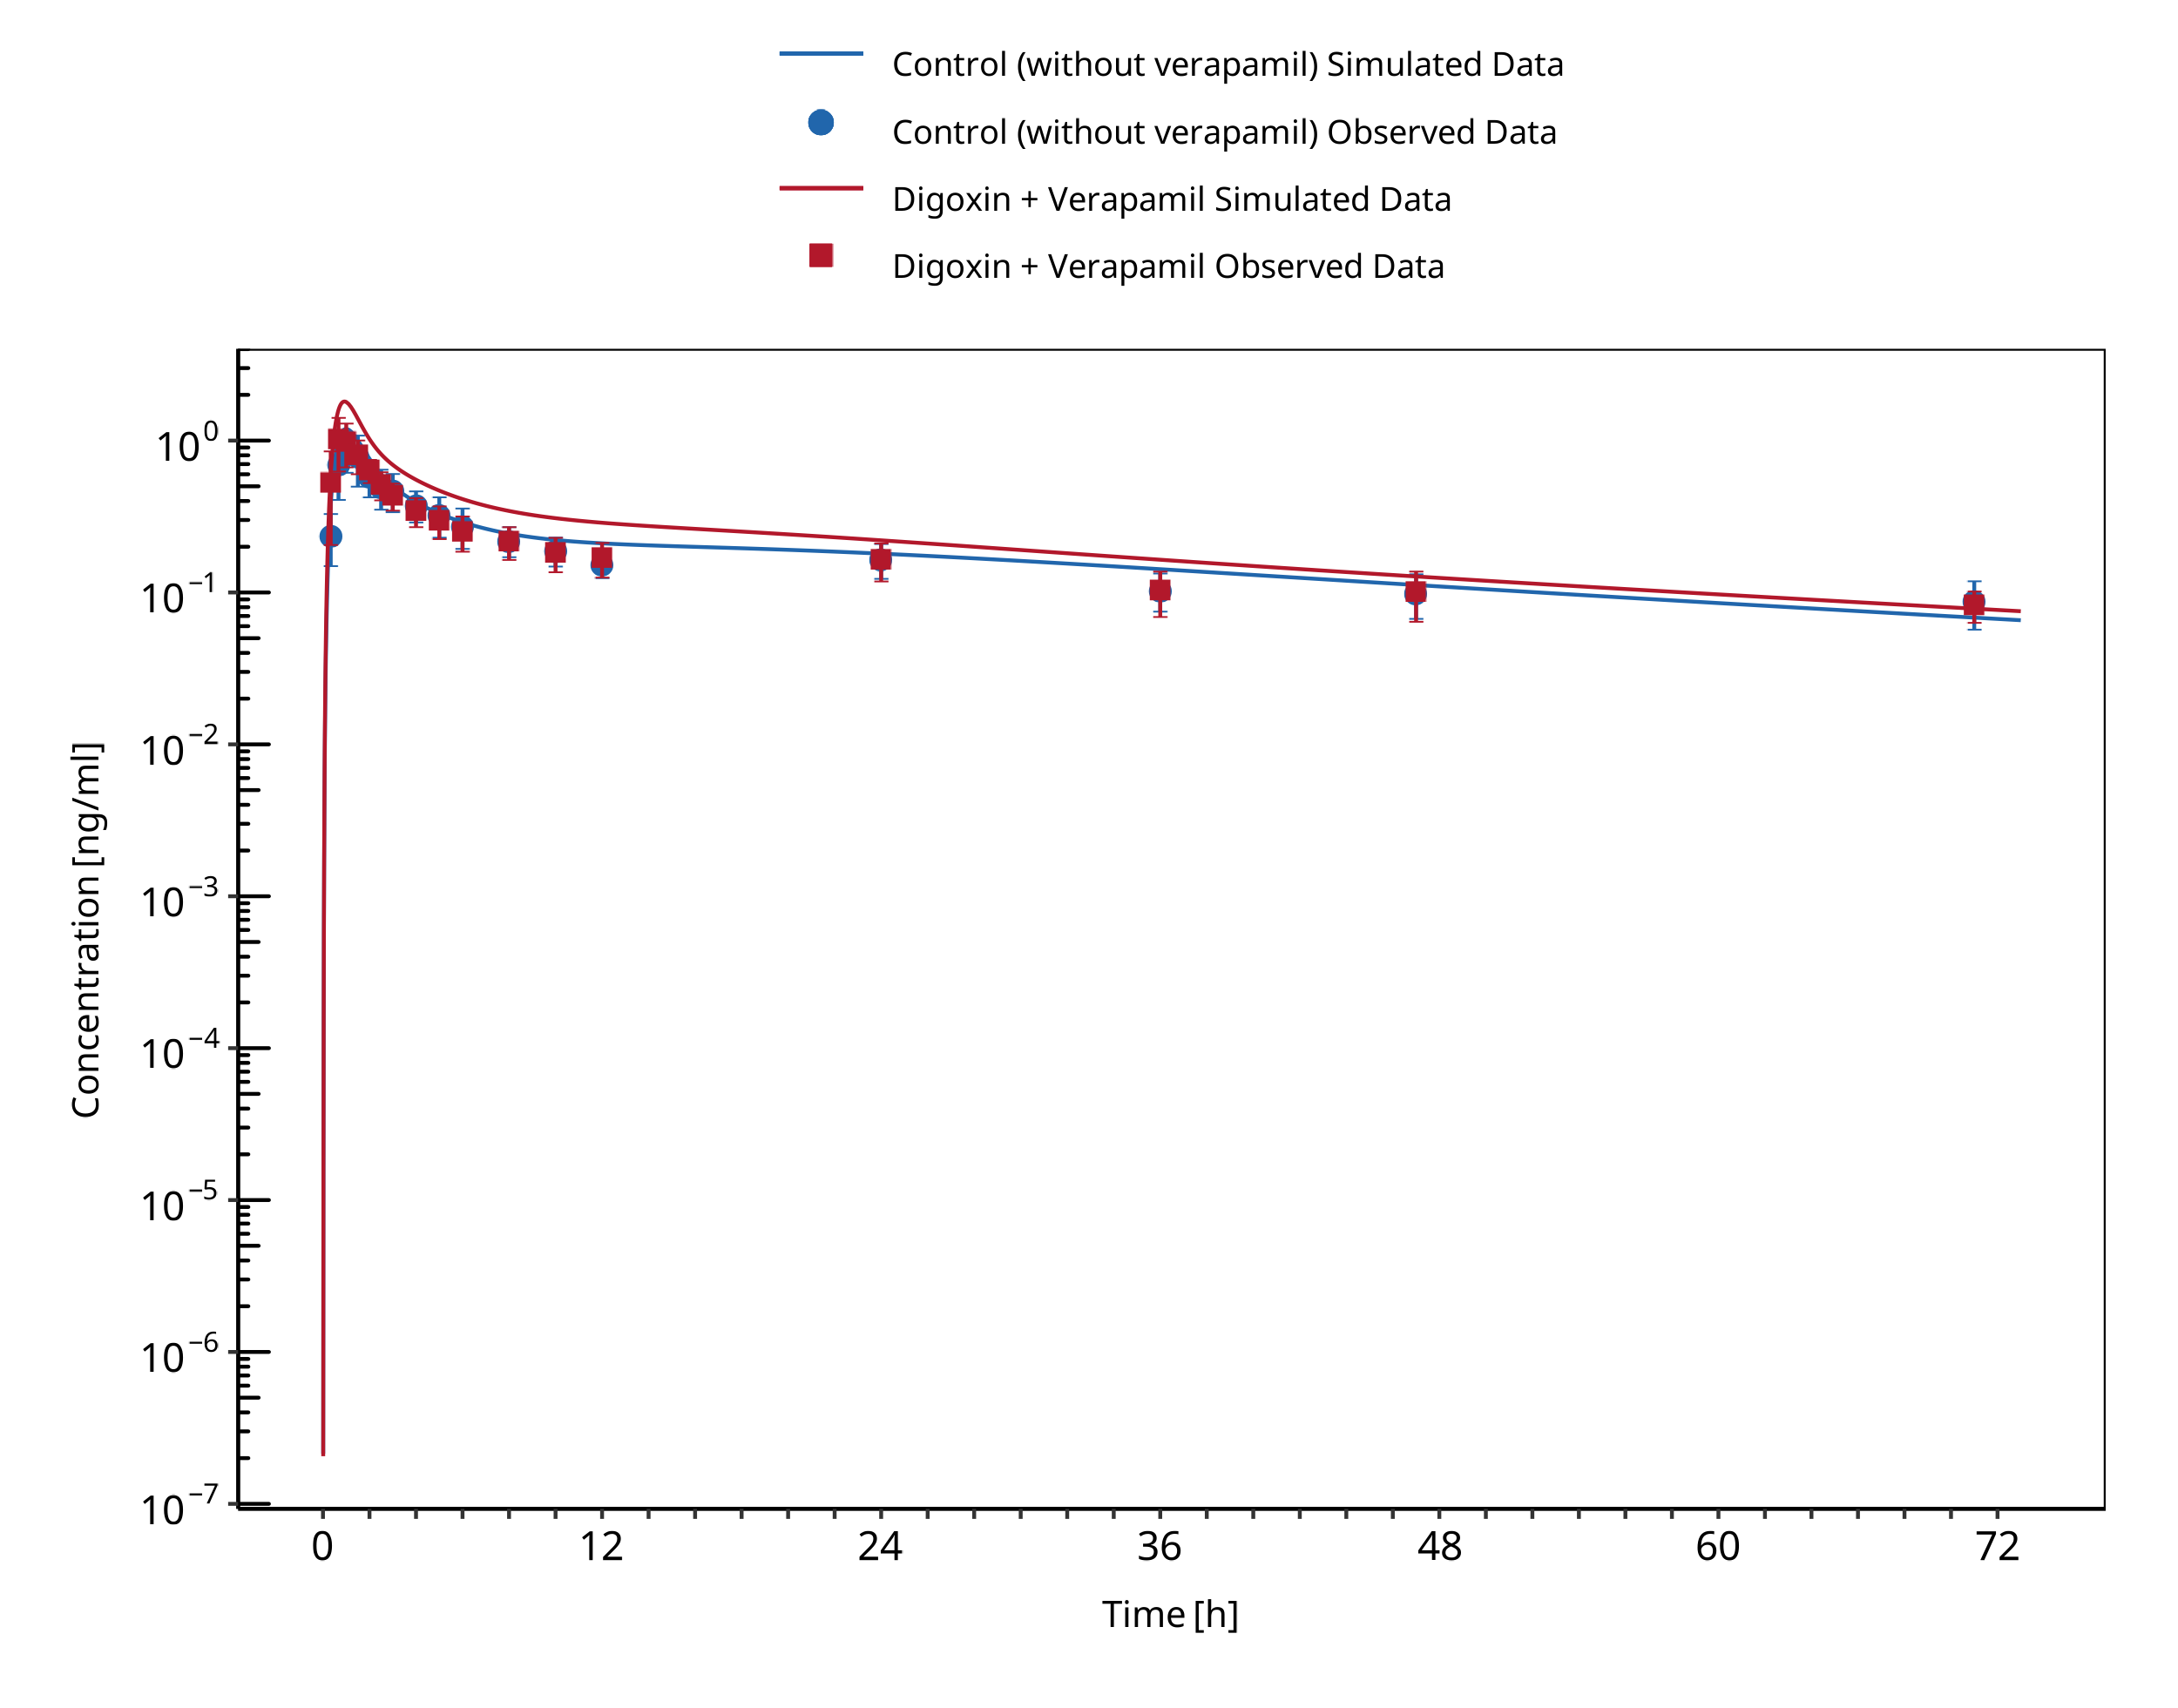 Control (without verapamil) Simulated Data
Control (without verapamil) Observed Data
Digoxin + Verapamil Simulated Data
Digoxin + Verapamil Observed Data
10⁰
10⁻¹
10⁻²
10⁻³
10⁻⁴
10⁻⁵
10⁻⁶
10⁻⁷
Concentration [ng/ml]
0 12 24 36 48 60 72
Time [h]